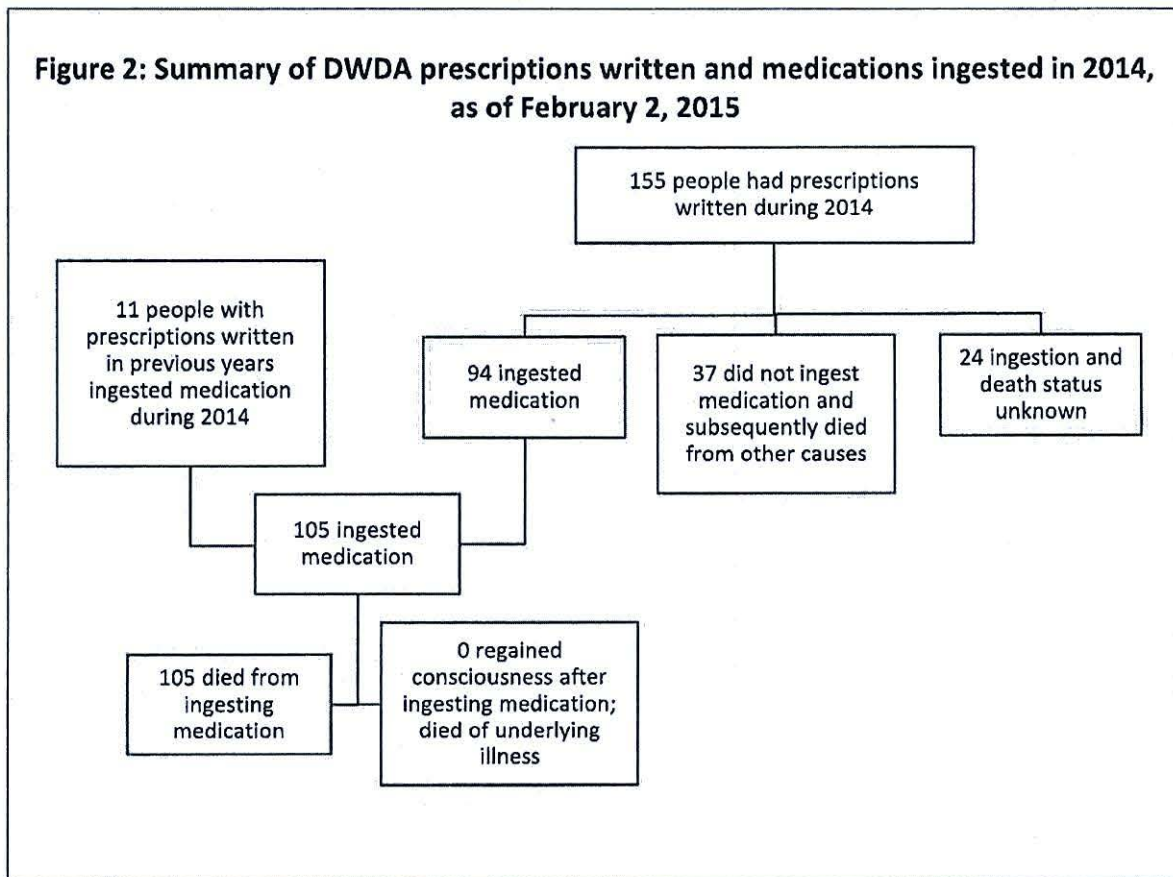 Figure 2: Summary of DWDA prescriptions written and medications ingested in 2014,
as of February 2, 2015
155 people had prescriptions
written during 2014
11 people with
prescriptions written
in previous years
ingested medication
during 2014
94 ingested
medication
37 did not ingest
medication and
subsequently died
from other causes
24 ingestion and
death status
unknown
105 ingested
medication
105 died from
ingesting
medication
0 regained
consciousness after
ingesting medication;
died of underlying
illness